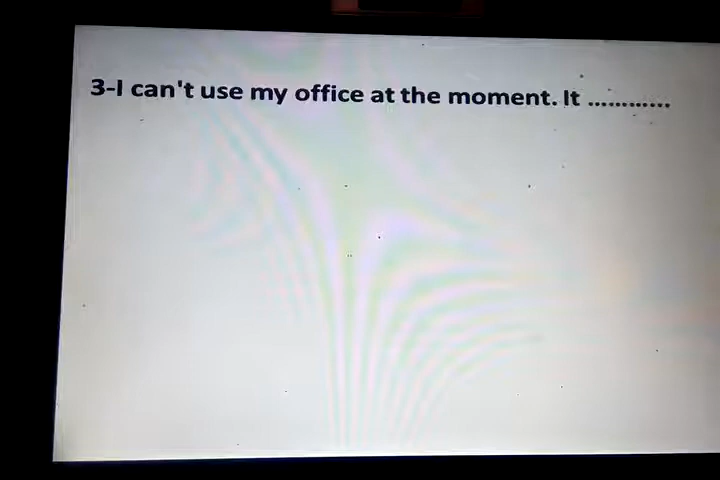 3-I can't use my office at the moment. It ............